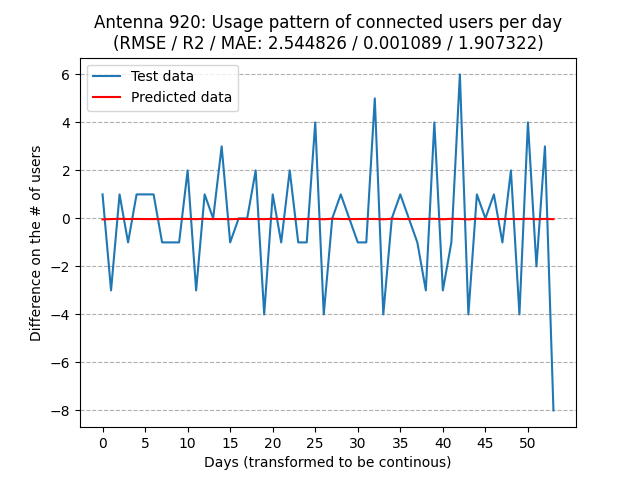 Antenna 920: Usage pattern of connected users per day
(RMSE / R2 / MAE: 2.544826 / 0.001089 / 1.907322)
Test data
Predicted data
Difference on the # of users
6
4
2
0
−2
−4
−6
−8
0 5 10 15 20 25 30 35 40 45 50
Days (transformed to be continous)